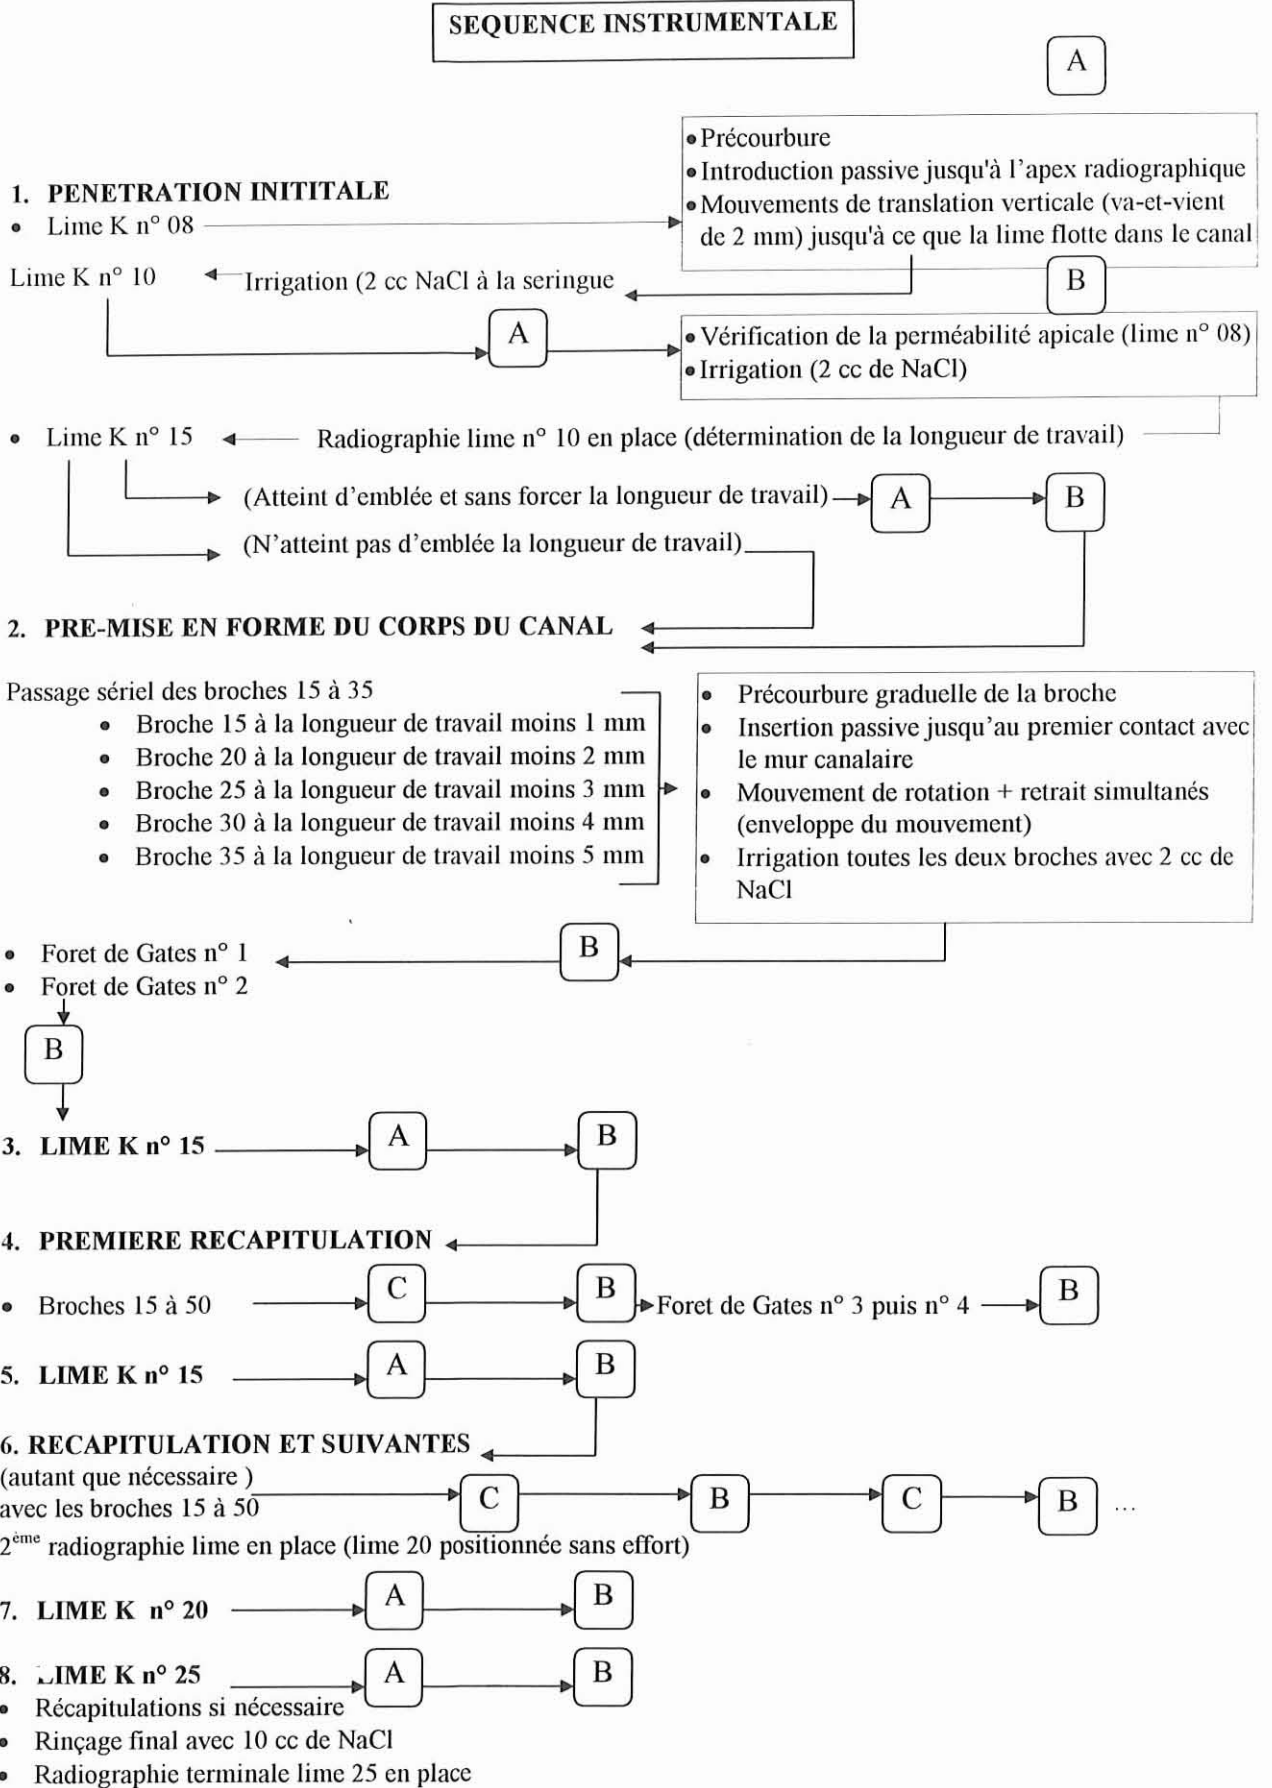 SEQUENCE INSTRUMENTALE
A
• Précourbure
• Introduction passive jusqu'à l'apex radiographique
• Mouvements de translation verticale (va-et-vient
de 2 mm) jusqu'à ce que la lime flotte dans le canal
1. PENETRATION INITITALE
• Lime K n° 08
Lime K n° 10
Irrigation (2 cc NaCl à la seringue
B
A
• Vérification de la perméabilité apicale (lime n° 08)
• Irrigation (2 cc de NaCl)
• Lime K n° 15
Radiographie lime n° 10 en place (détermination de la longueur de travail)
(Atteint d'emblée et sans forcer la longueur de travail)
A
B
(N'atteint pas d'emblée la longueur de travail)
2. PRE-MISE EN FORME DU CORPS DU CANAL
Passage sériel des broches 15 à 35
• Broche 15 à la longueur de travail moins 1 mm
• Broche 20 à la longueur de travail moins 2 mm
• Broche 25 à la longueur de travail moins 3 mm
• Broche 30 à la longueur de travail moins 4 mm
• Broche 35 à la longueur de travail moins 5 mm
• Précourbure graduelle de la broche
• Insertion passive jusqu'au premier contact avec
le mur canalaire
• Mouvement de rotation + retrait simultanés
(enveloppe du mouvement)
• Irrigation toutes les deux broches avec 2 cc de
NaCl
B
• Foret de Gates n° 1
• Foret de Gates n° 2
B
3. LIME K n° 15
A
B
4. PREMIERE RECAPITULATION
• Broches 15 à 50
C
B
Foret de Gates n° 3 puis n° 4
B
5. LIME K n° 15
A
B
6. RECAPITULATION ET SUIVANTES
(autant que nécessaire )
avec les broches 15 à 50
C
B
C
B
...
2ème radiographie lime en place (lime 20 positionnée sans effort)
7. LIME K n° 20
A
B
8. LIME K n° 25
A
B
• Récapitulations si nécessaire
• Rinçage final avec 10 cc de NaCl
• Radiographie terminale lime 25 en place